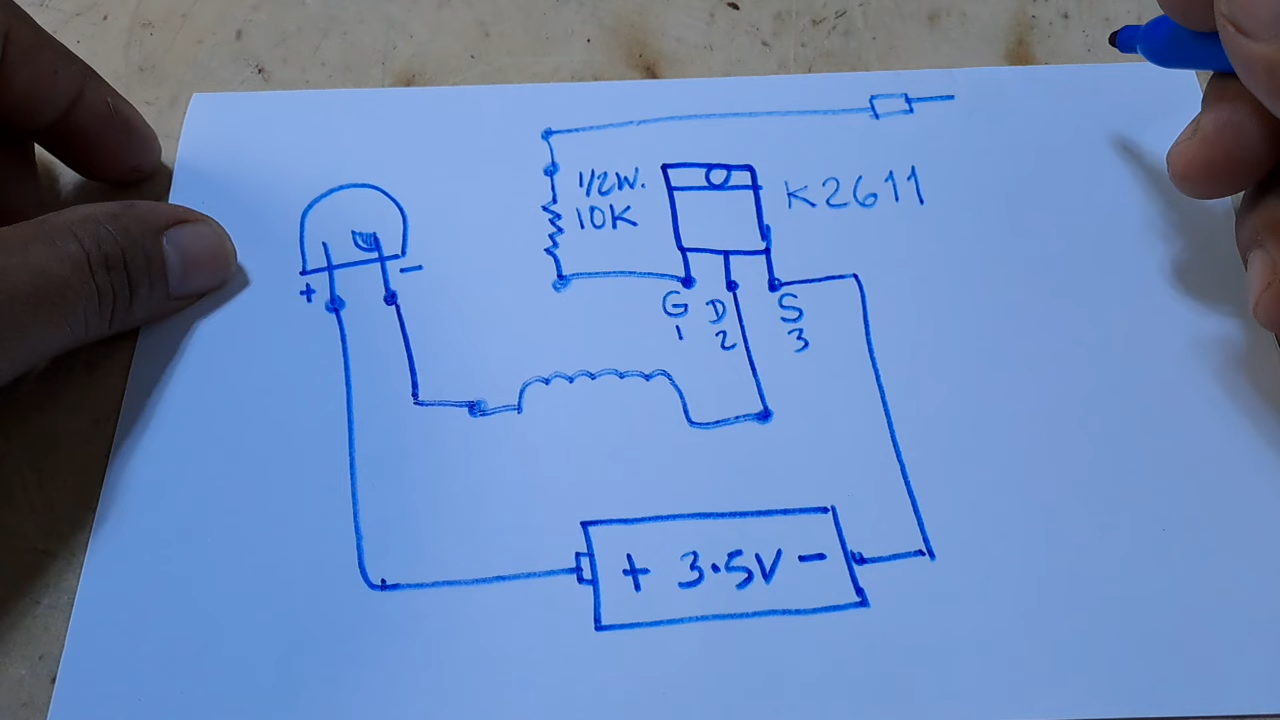 1/2W.
10K
K2611
G D S
1 2 3
+ -
+ 3.5V -